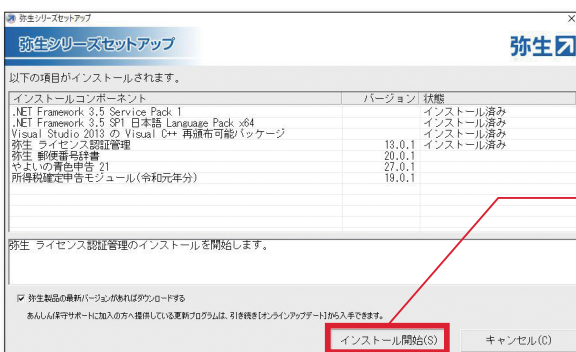 弥生シリーズセットアップ
弥生シリーズセットアップ
弥生
以下の項目がインストールされます。
インストールコンポーネント バージョン 状態
.NET Framework 3.5 Service Pack 1 インストール済み
.NET Framework 3.5 SP1 日本語 Language Package x64 インストール済み
Visual Studio 2013 の Visual C++ 再頒布可能パッケージ インストール済み
弥生 ライセンス認証管理 13.0.1 インストール済み
弥生 郵便番号辞書 20.0.1
やよいの青色申告 21 27.0.1
所得税確定申告モジュール(令和元年分) 19.0.1
弥生 ライセンス認証管理のインストールを開始します。
弥生製品の最新バージョンがあればダウンロードする
あんしん保守サポートに加入の方へ提供している更新プログラムは、引き続き[オンラインアップデート]から入手できます。
インストール開始(S) キャンセル(C)